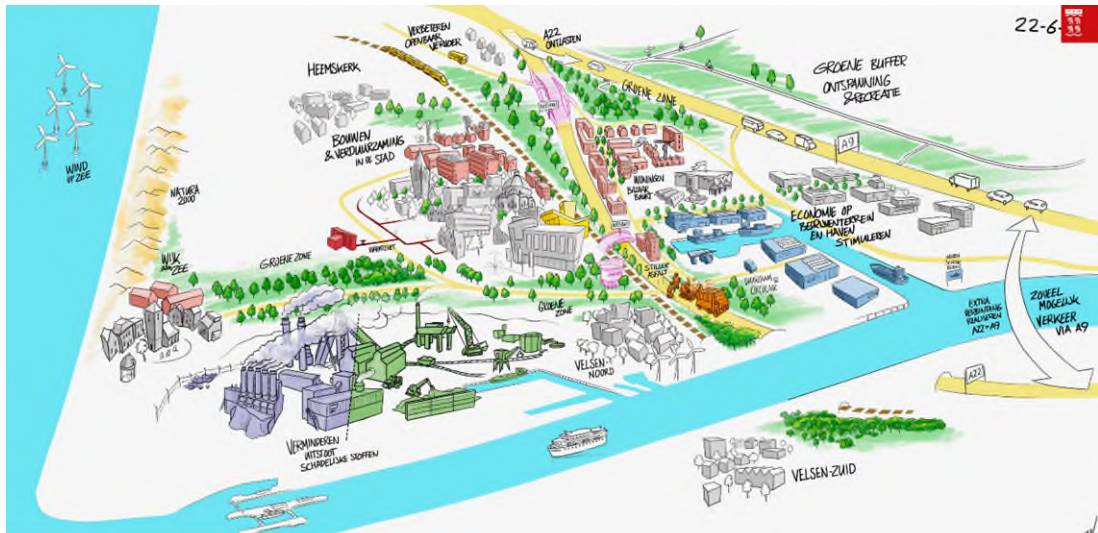 22-6-
VERBETEREN
OPENBAAR
VERVOER
A22
ONTLASTEN
HEEMSKERK
GROENE BUFFER
ONTSPANNING
& RECREATIE
GROENE ZONE
BOUWEN
& VERDUURZAMING
IN DE STAD
A9
WIND
OP ZEE
NATURA
2000
WONINGEN
BAZAAR
BUURT
ECONOMIE OP
BEDRIJVENTERREIN
EN HAVEN
STIMULEREN
WIJK
AAN
ZEE
GROENE ZONE
WARMTENET
STILLER
ASFALT
DUURZAAM &
CIRCULAIR
GROENE
ZONE
EXTRA
VERBINDING
REALISEREN
A22-A9
ZOVEEL
MOGELIJK
VERKEER
VIA A9
VELSEN-
NOORD
A22
VERMINDEREN
UITSTOOT
SCHADELIJKE STOFFEN
VELSEN-ZUID